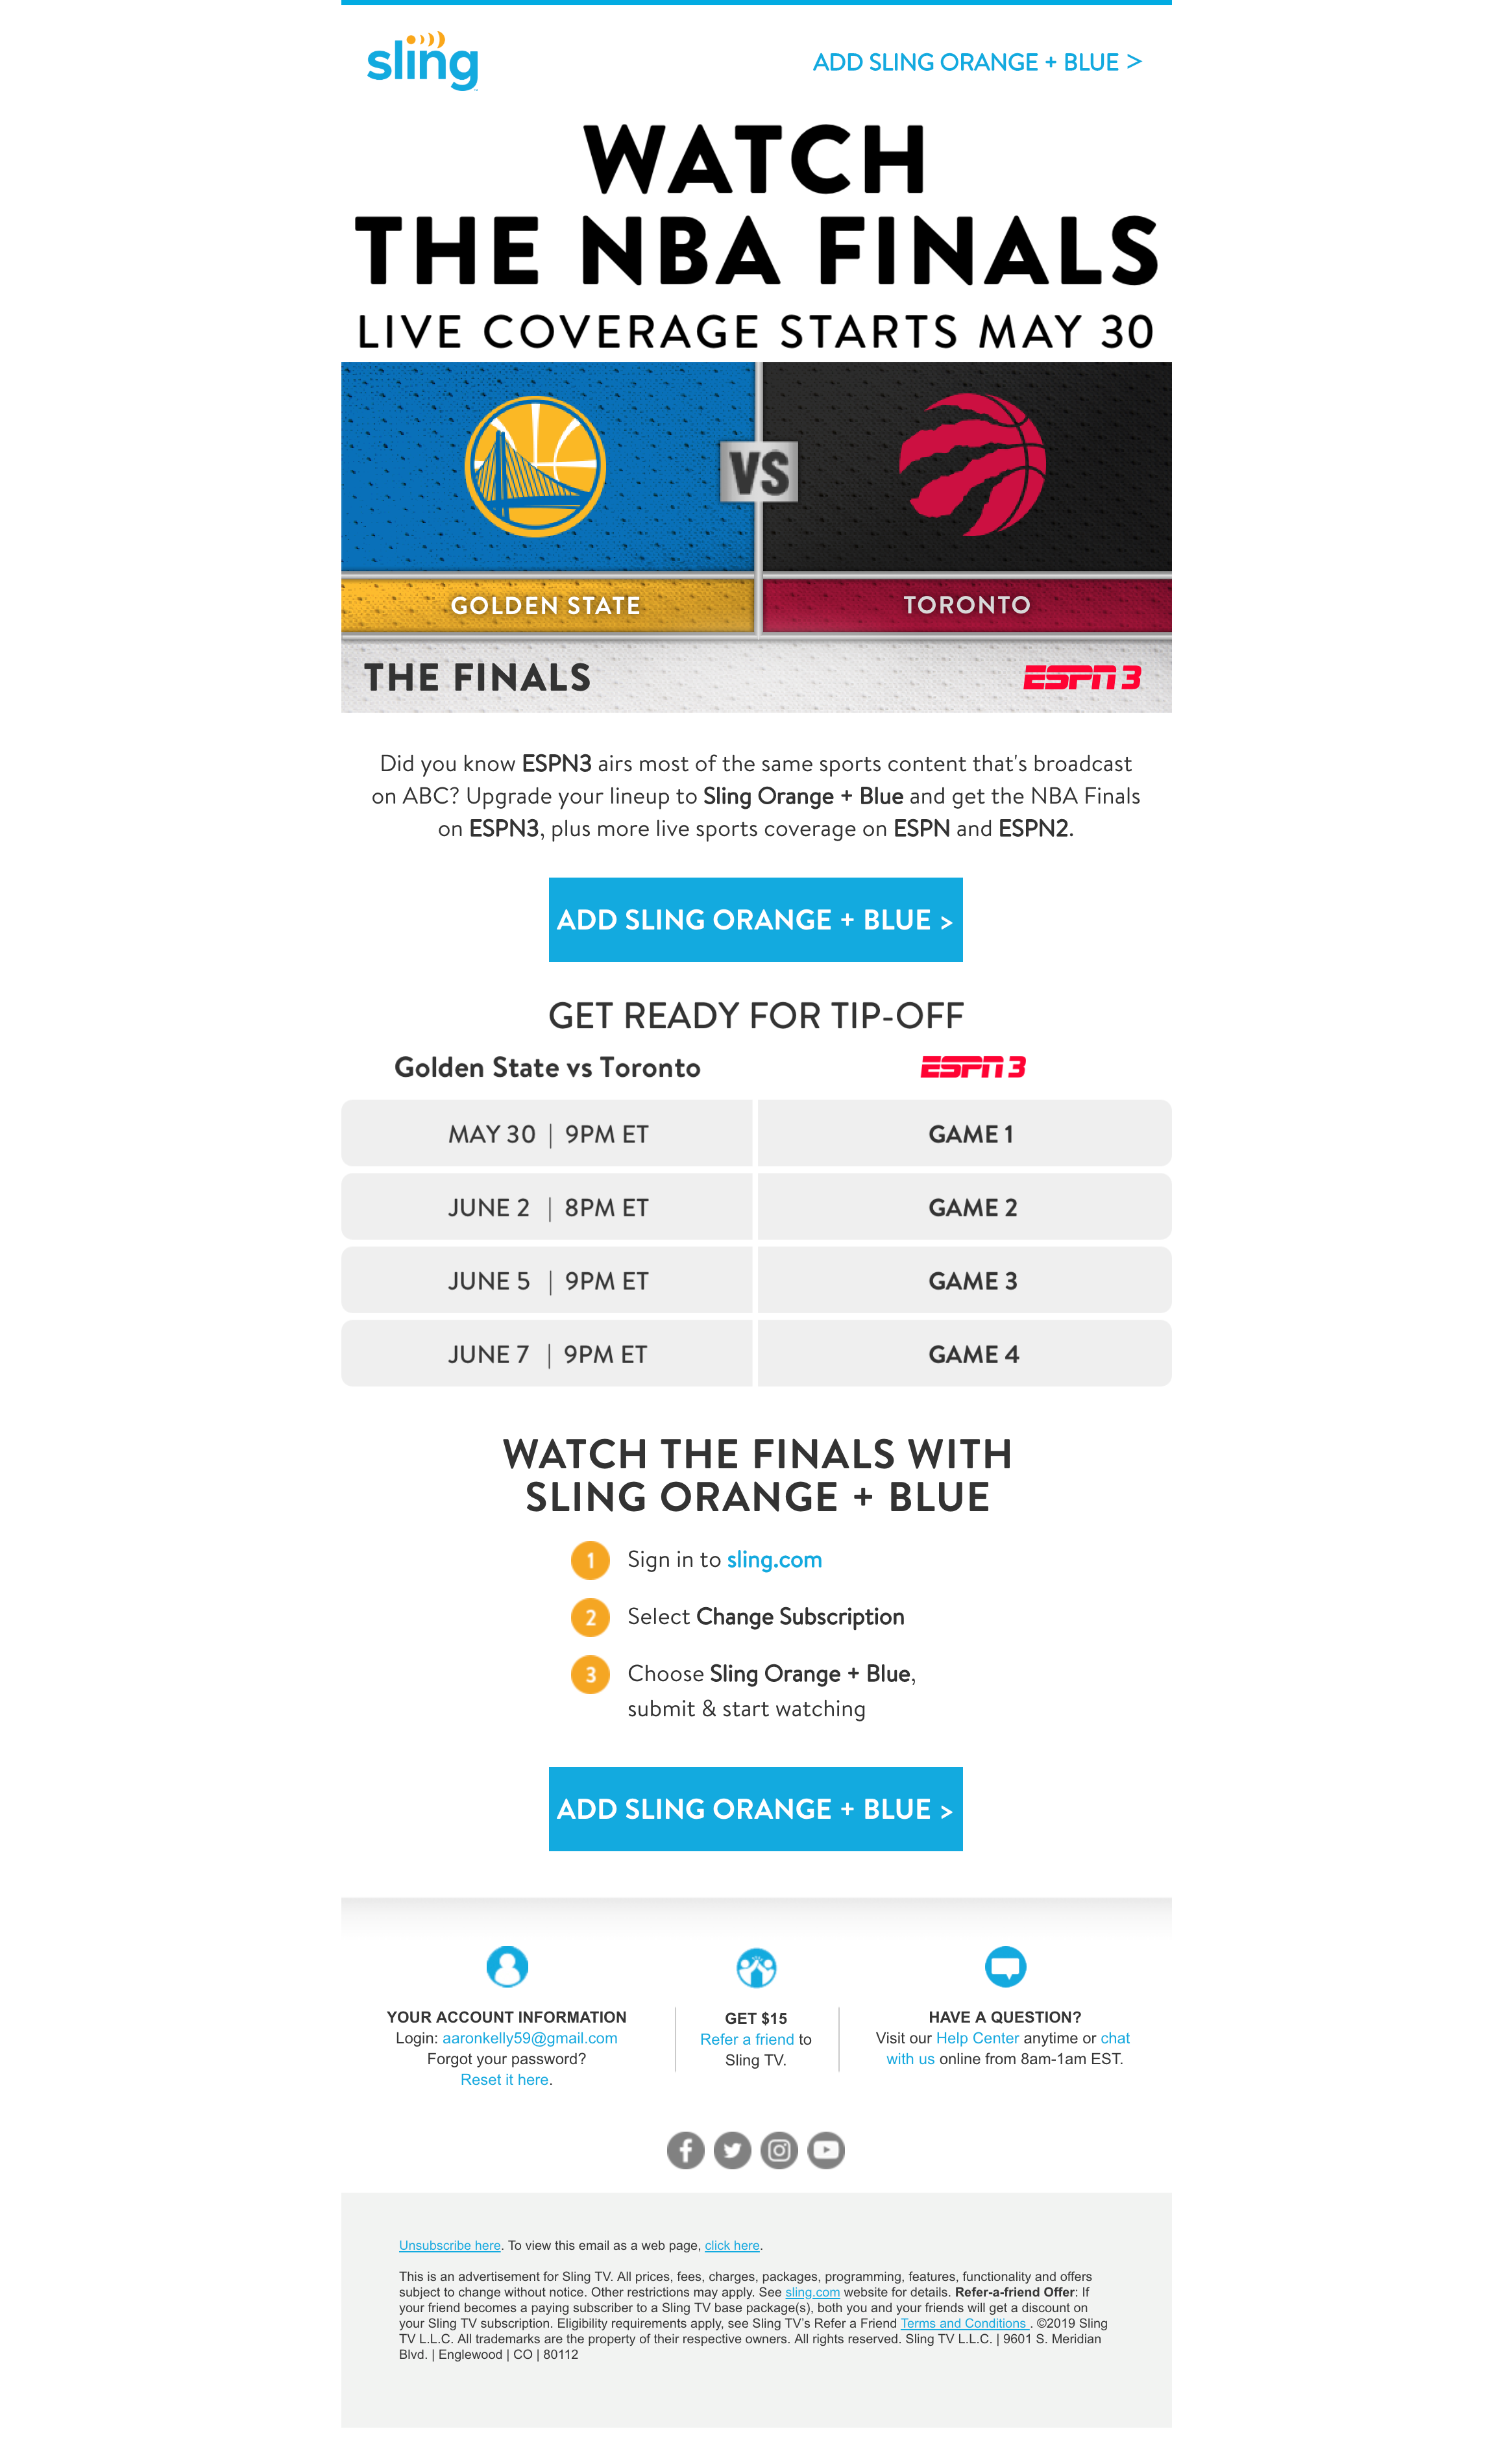 sling
ADD SLING ORANGE + BLUE >
WATCH
THE NBA FINALS
LIVE COVERAGE STARTS MAY 30
VS
GOLDEN STATE
TORONTO
THE FINALS
ESPN3
Did you know ESPN3 airs most of the same sports content that's broadcast
on ABC? Upgrade your lineup to Sling Orange + Blue and get the NBA Finals
on ESPN3, plus more live sports coverage on ESPN and ESPN2.
ADD SLING ORANGE + BLUE >
GET READY FOR TIP-OFF
Golden State vs Toronto
ESPN3
MAY 30 | 9PM ET
GAME 1
JUNE 2 | 8PM ET
GAME 2
JUNE 5 | 9PM ET
GAME 3
JUNE 7 | 9PM ET
GAME 4
WATCH THE FINALS WITH
SLING ORANGE + BLUE
1 Sign in to sling.com
2 Select Change Subscription
3 Choose Sling Orange + Blue,
submit & start watching
ADD SLING ORANGE + BLUE >
YOUR ACCOUNT INFORMATION
Login: aaronkelly59@gmail.com
Forgot your password?
Reset it here.
GET $15
Refer a friend to
Sling TV.
HAVE A QUESTION?
Visit our Help Center anytime or chat
with us online from 8am-1am EST.
Unsubscribe here. To view this email as a web page, click here.
This is an advertisement for Sling TV. All prices, fees, charges, packages, programming, features, functionality and offers
subject to change without notice. Other restrictions may apply. See sling.com website for details. Refer-a-friend Offer: If
your friend becomes a paying subscriber to a Sling TV base package(s), both you and your friends will get a discount on
your Sling TV subscription. Eligibility requirements apply, see Sling TV's Refer a Friend Terms and Conditions . ©2019 Sling
TV L.L.C. All trademarks are the property of their respective owners. All rights reserved. Sling TV L.L.C. | 9601 S. Meridian
Blvd. | Englewood | CO | 80112